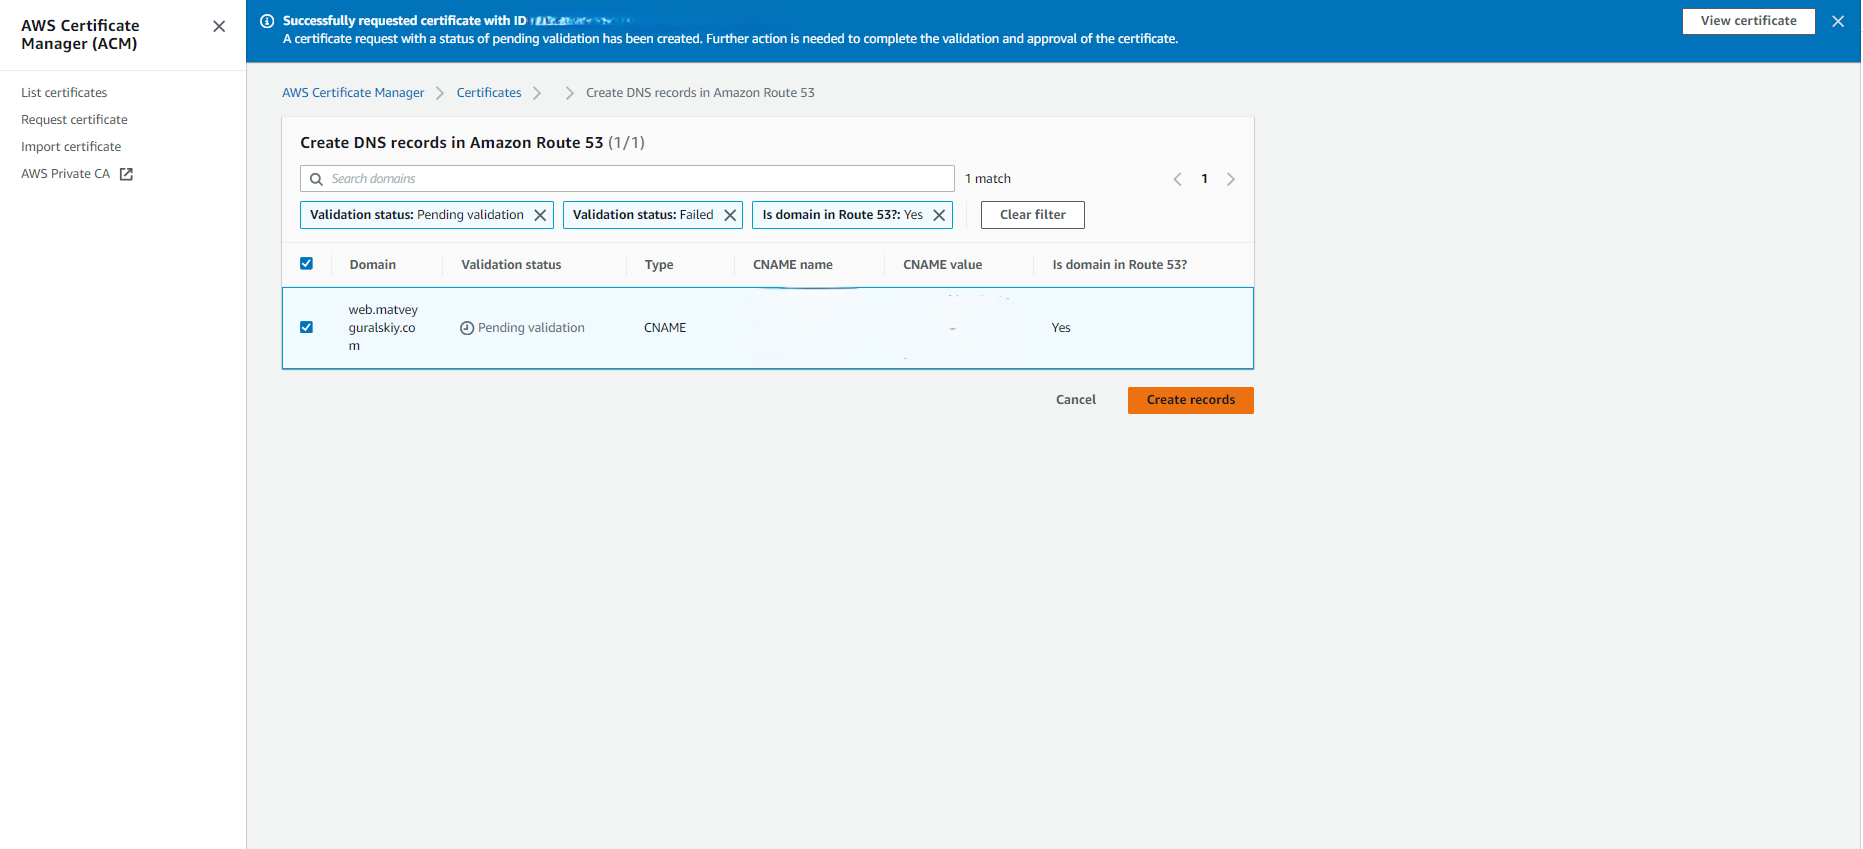 AWS Certificate
Manager (ACM)
List certificates
Request certificate
Import certificate
AWS Private CA
Successfully requested certificate with ID
A certificate request with a status of pending validation has been created. Further action is needed to complete the validation and approval of the certificate.
View certificate
AWS Certificate Manager > Certificates > > Create DNS records in Amazon Route 53
Create DNS records in Amazon Route 53 (1/1)
Search domains
1 match
1
Validation status: Pending validation
Validation status: Failed
Is domain in Route 53?: Yes
Clear filter
Domain Validation status Type CNAME name CNAME value Is domain in Route 53?
web.matvey
guralskiy.co
m
Pending validation
CNAME
Yes
Cancel
Create records